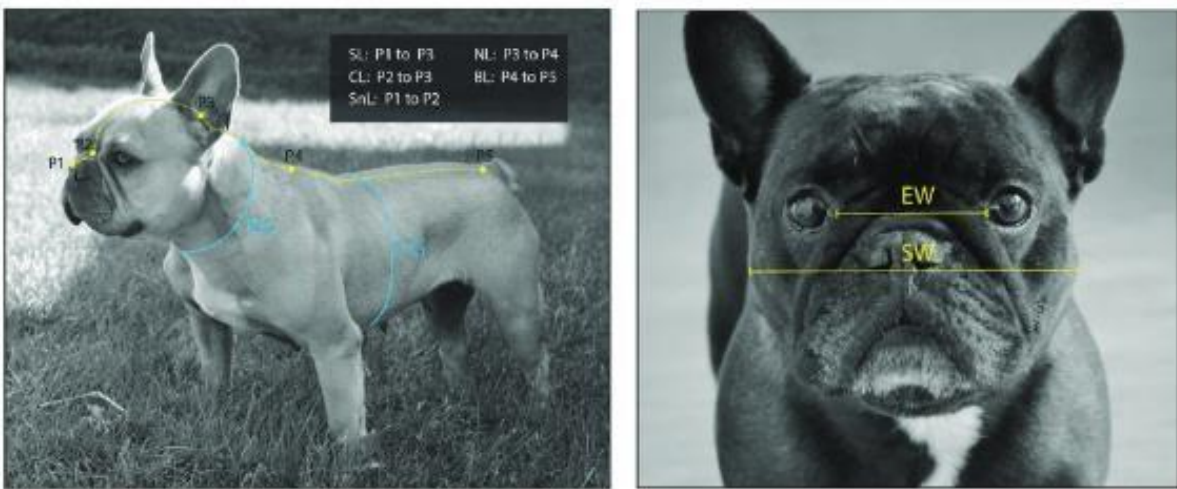 SL: P1 to P3 NL: P3 to P4
CL: P2 to P3 BL: P4 to P5
SnL: P1 to P2
P3
P2
P1
P4
P5
EW
SW